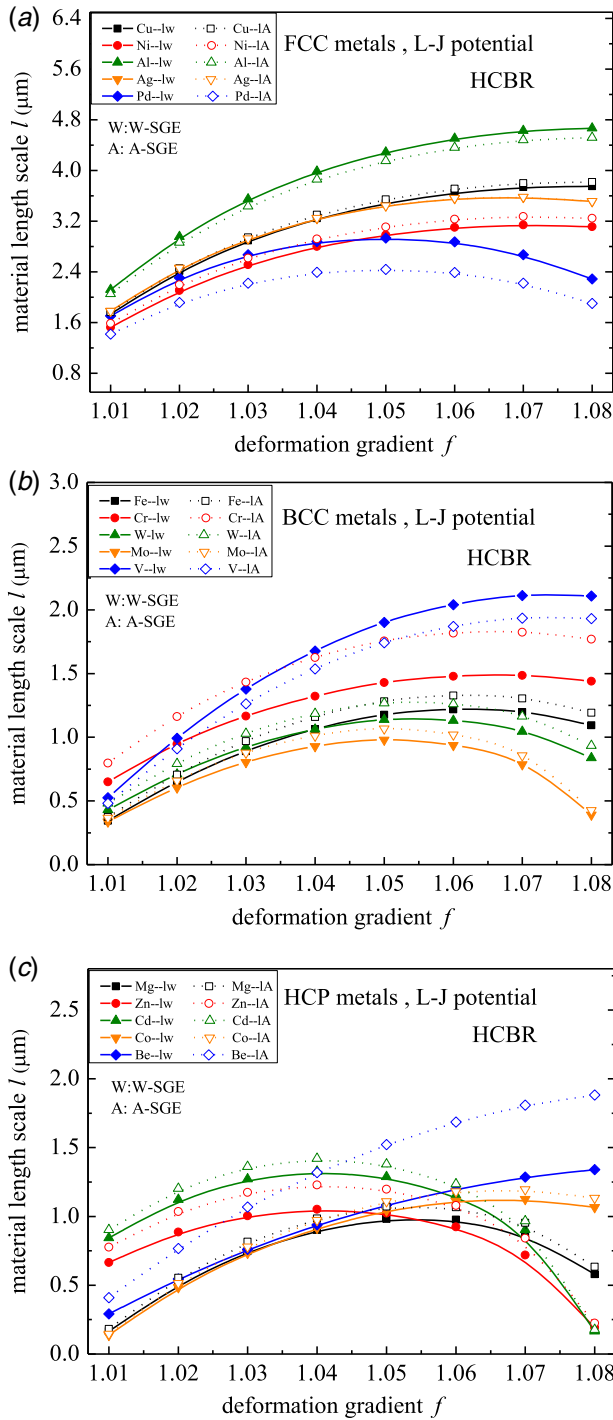 (a)
6.4
5.6
4.8
4.0
3.2
2.4
1.6
0.8
material length scale l (μm)
Cu--lw Cu--lA
Ni--lw Ni--lA
Al--lw Al--lA
Ag--lw Ag--lA
Pd--lw Pd--lA
FCC metals , L-J potential
HCBR
W:W-SGE
A: A-SGE
1.01 1.02 1.03 1.04 1.05 1.06 1.07 1.08
deformation gradient f
(b)
3.0
2.5
2.0
1.5
1.0
0.5
0.0
material length scale l (μm)
Fe--lw Fe--lA
Cr--lw Cr--lA
W-lw W--lA
Mo--lw Mo--lA
V--lw V--lA
BCC metals , L-J potential
HCBR
W:W-SGE
A: A-SGE
1.01 1.02 1.03 1.04 1.05 1.06 1.07 1.08
deformation gradient f
(c)
2.5
2.0
1.5
1.0
0.5
0.0
material length scale l (μm)
Mg--lw Mg--lA
Zn--lw Zn--lA
Cd--lw Cd--lA
Co--lw Co--lA
Be--lw Be--lA
HCP metals , L-J potential
HCBR
W:W-SGE
A: A-SGE
1.01 1.02 1.03 1.04 1.05 1.06 1.07 1.08
deformation gradient f